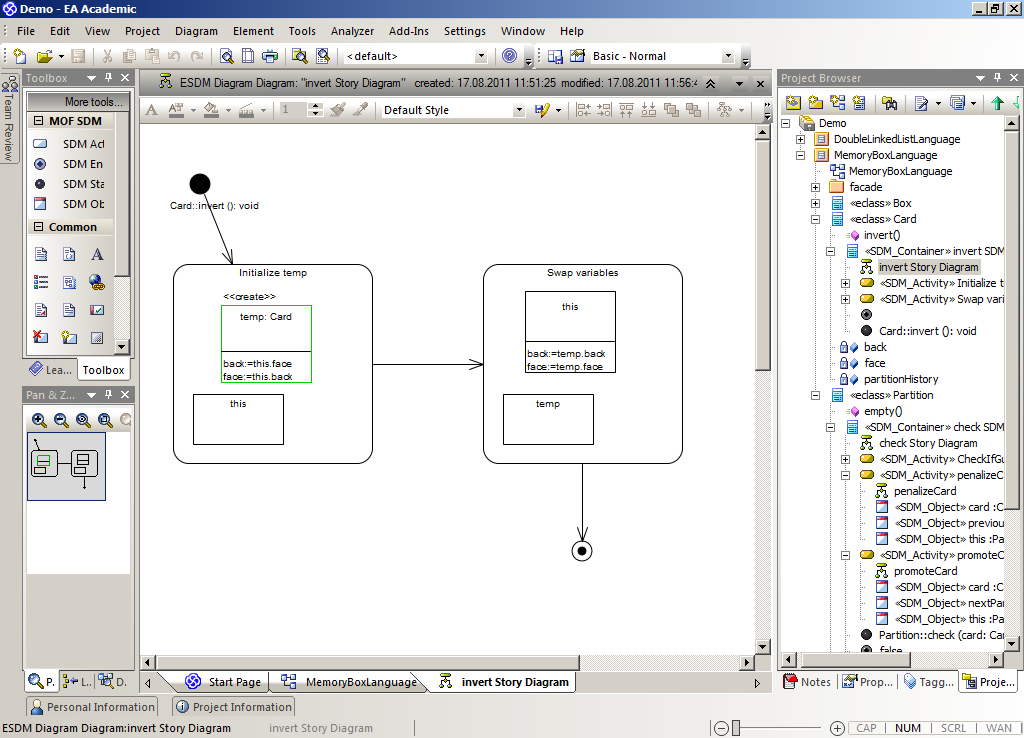 Demo - EA Academic
File Edit View Project Diagram Element Tools Analyzer Add-Ins Settings Window Help
<default> Basic - Normal
Team Review
Toolbox
More tools...
MOF SDM
SDM Act
SDM En
SDM Sta
SDM Ob
Common
Lea... Toolbox
Pan & Z...
P. L.. D.
ESDM Diagram Diagram: "invert Story Diagram" created: 17.08.2011 11:51:25 modified: 17.08.2011 11:56:4
1 Default Style
Card::invert (): void
Initialize temp
<<create>>
temp: Card
back:=this.face
face:=this.back
this
Swap variables
this
back:=temp.back
face:=temp.face
temp
Start Page MemoryBoxLanguage invert Story Diagram
Project Browser
Demo
DoubleLinkedListLanguage
MemoryBoxLanguage
MemoryBoxLanguage
facade
«eclass» Box
«eclass» Card
invert()
«SDM_Container» invert SDM
invert Story Diagram
«SDM_Activity» Initialize t
«SDM_Activity» Swap vari
Card::invert (): void
back
face
partitionHistory
«eclass» Partition
empty()
«SDM_Container» check SDM
check Story Diagram
«SDM_Activity» CheckIfGu
«SDM_Activity» penalizeC
penalizeCard
«SDM_Object» card :C
«SDM_Object» previou
«SDM_Object» this :Pa
«SDM_Activity» promoteC
promoteCard
«SDM_Object» card :C
«SDM_Object» nextPar
«SDM_Object» this :Pa
Partition::check (card: Car
false
Notes Prop... Tagg... Proje...
Personal Information Project Information
ESDM Diagram Diagram:invert Story Diagram invert Story Diagram CAP NUM SCRL WAN